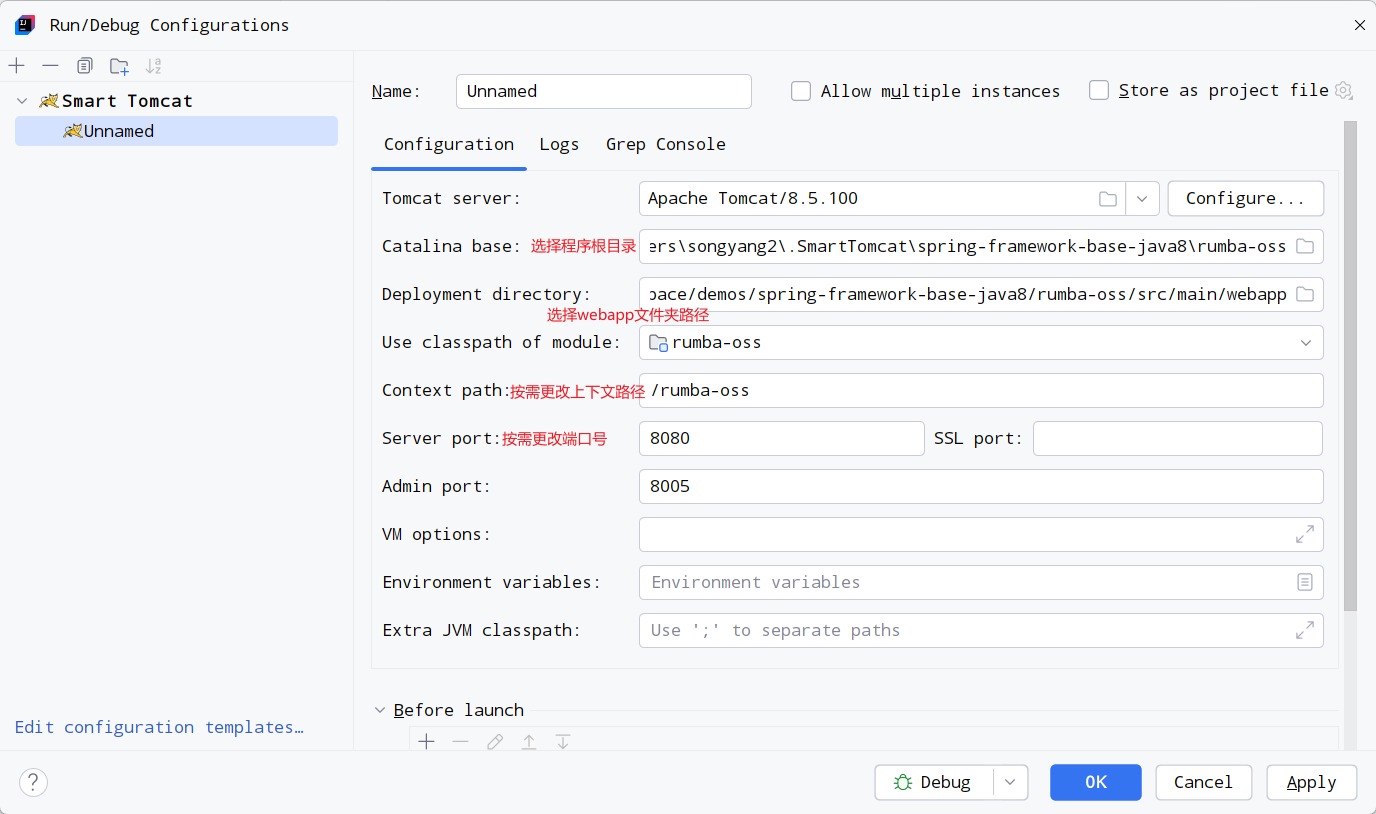 Run/Debug Configurations
Name: Unnamed Allow multiple instances Store as project file
Smart Tomcat
Unnamed
Configuration Logs Grep Console
Tomcat server: Apache Tomcat/8.5.100 Configure...
Catalina base: 选择程序根目录 ers\songyang2\.SmartTomcat\spring-framework-base-java8\rumba-oss
Deployment directory: pace/demos/spring-framework-base-java8/rumba-oss/src/main/webapp
选择webapp文件夹路径
Use classpath of module: rumba-oss
Context path: 按需更改上下文路径 /rumba-oss
Server port: 按需更改端口号 8080 SSL port:
Admin port: 8005
VM options:
Environment variables: Environment variables
Extra JVM classpath: Use ';' to separate paths
Before launch
Edit configuration templates…
? Debug OK Cancel Apply